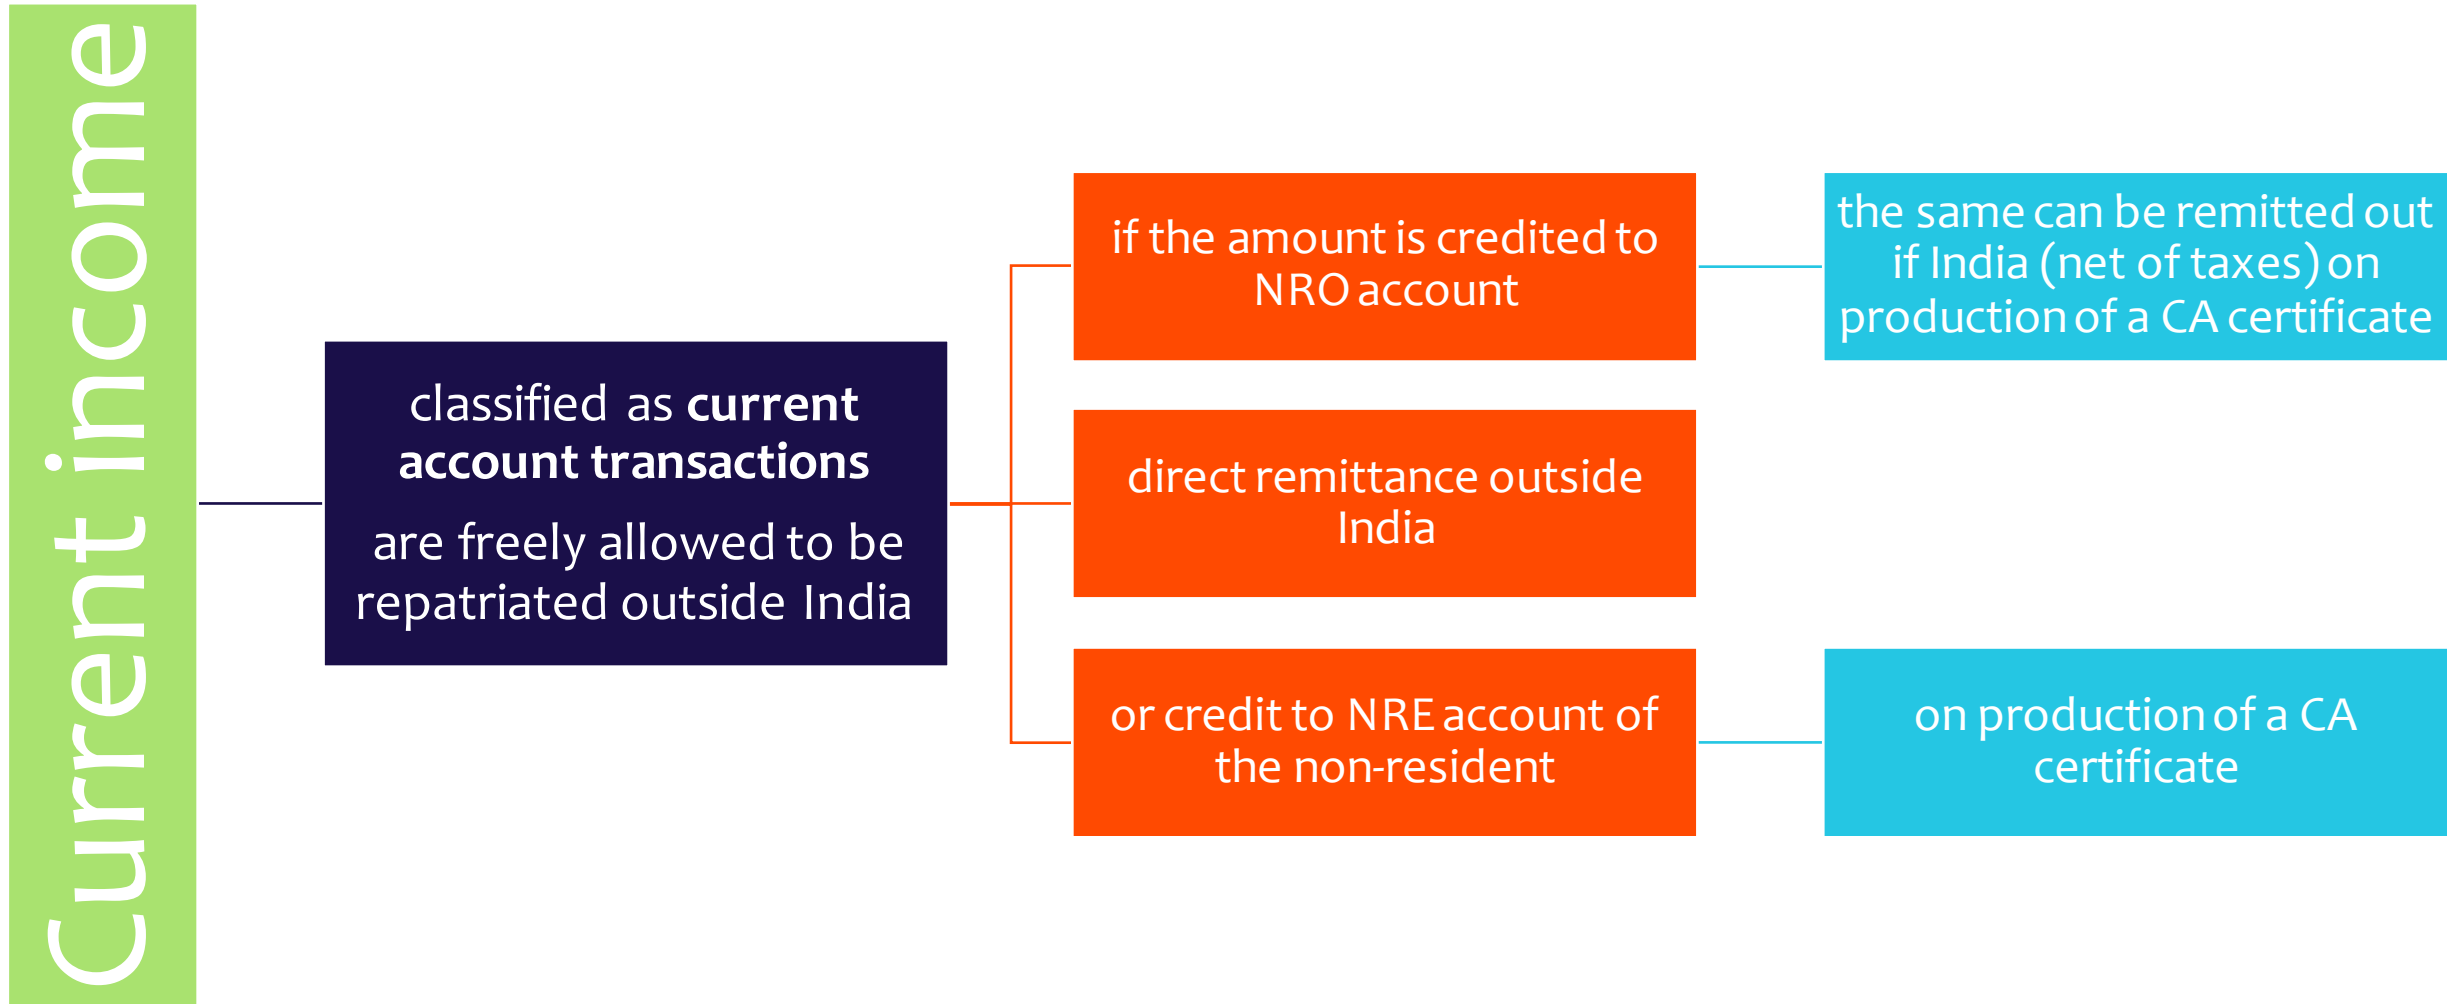 Current income
classified as current
account transactions
are freely allowed to be
repatriated outside India
if the amount is credited to
NRO account
the same can be remitted out
if India (net of taxes) on
production of a CA certificate
direct remittance outside
India
or credit to NRE account of
the non-resident
on production of a CA
certificate